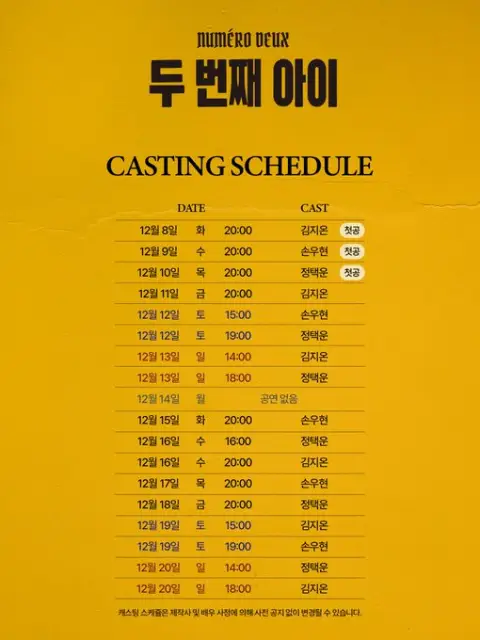 NUMÉRO DEUX
두 번째 아이
CASTING SCHEDULE
DATE CAST
12월 8일 화 20:00 김지온 첫공
12월 9일 수 20:00 손우현 첫공
12월 10일 목 20:00 정택운 첫공
12월 11일 금 20:00 김지온
12월 12일 토 15:00 손우현
12월 12일 토 19:00 정택운
12월 13일 일 14:00 김지온
12월 13일 일 18:00 정택운
12월 14일 월 공연 없음
12월 15일 화 20:00 손우현
12월 16일 수 16:00 정택운
12월 16일 수 20:00 김지온
12월 17일 목 20:00 손우현
12월 18일 금 20:00 정택운
12월 19일 토 15:00 김지온
12월 19일 토 19:00 손우현
12월 20일 일 14:00 정택운
12월 20일 일 18:00 김지온
캐스팅 스케줄은 제작사 및 배우 사정에 의해 사전 공지 없이 변경될 수 있습니다.